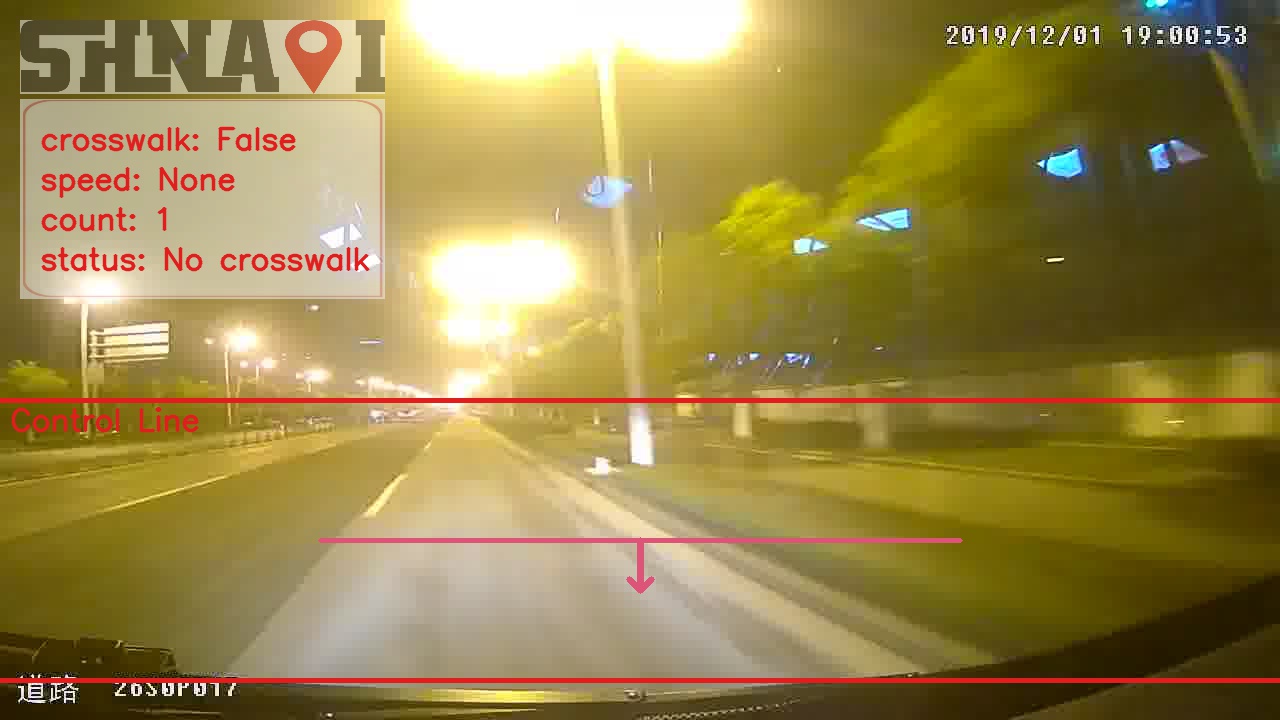 SHNAVI
2019/12/01 19:00:53
crosswalk: False
speed: None
count: 1
status: No crosswalk
Control Line
道路